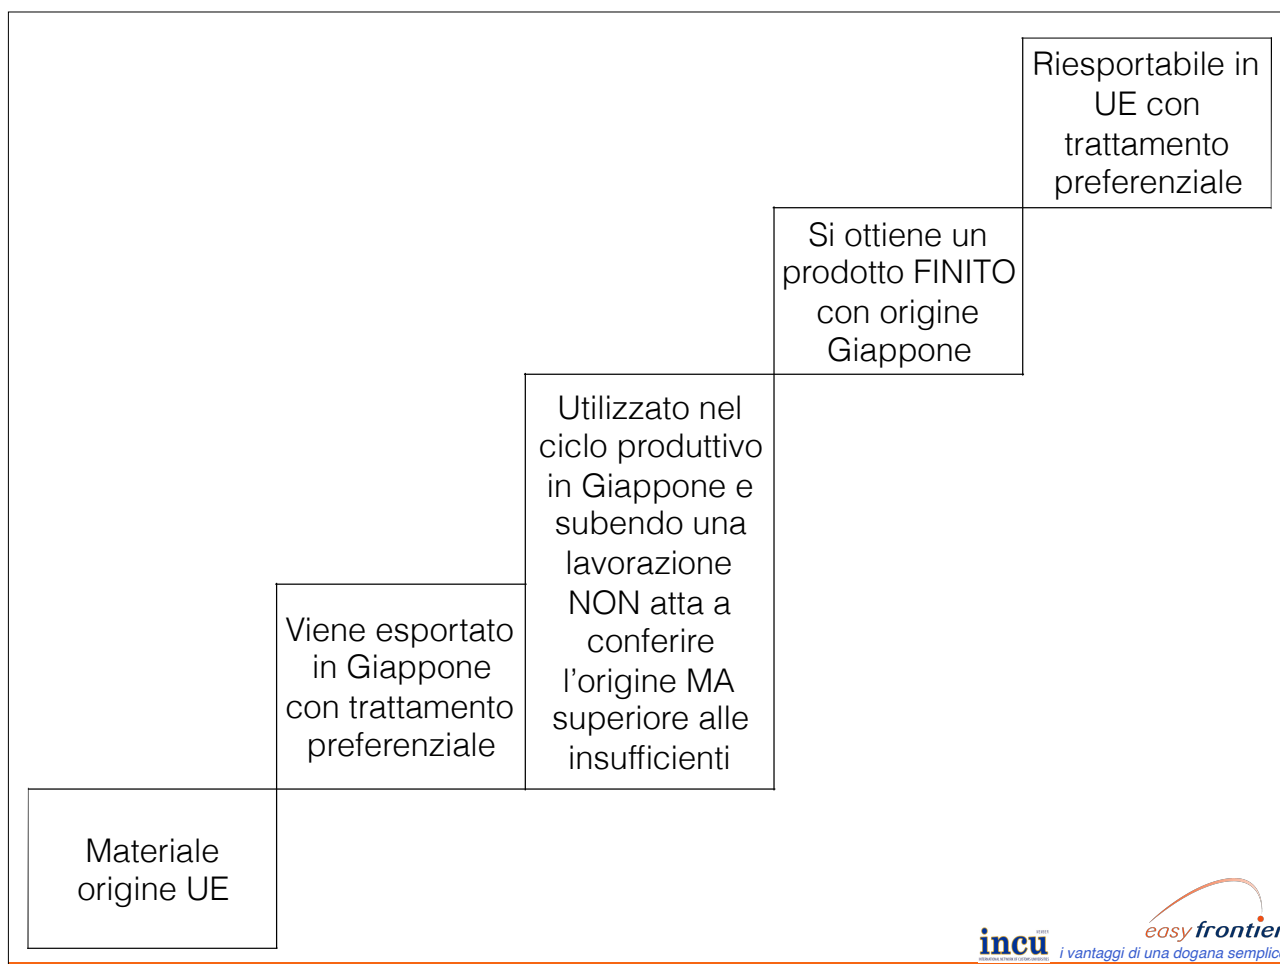 Riesportabile in
UE con
trattamento
preferenziale
Si ottiene un
prodotto FINITO
con origine
Giappone
Utilizzato nel
ciclo produttivo
in Giappone e
subendo una
lavorazione
NON atta a
conferire
l’origine MA
superiore alle
insufficienti
Viene esportato
in Giappone
con trattamento
preferenziale
Materiale
origine UE
easy frontier
incu
i vantaggi di una dogana semplic